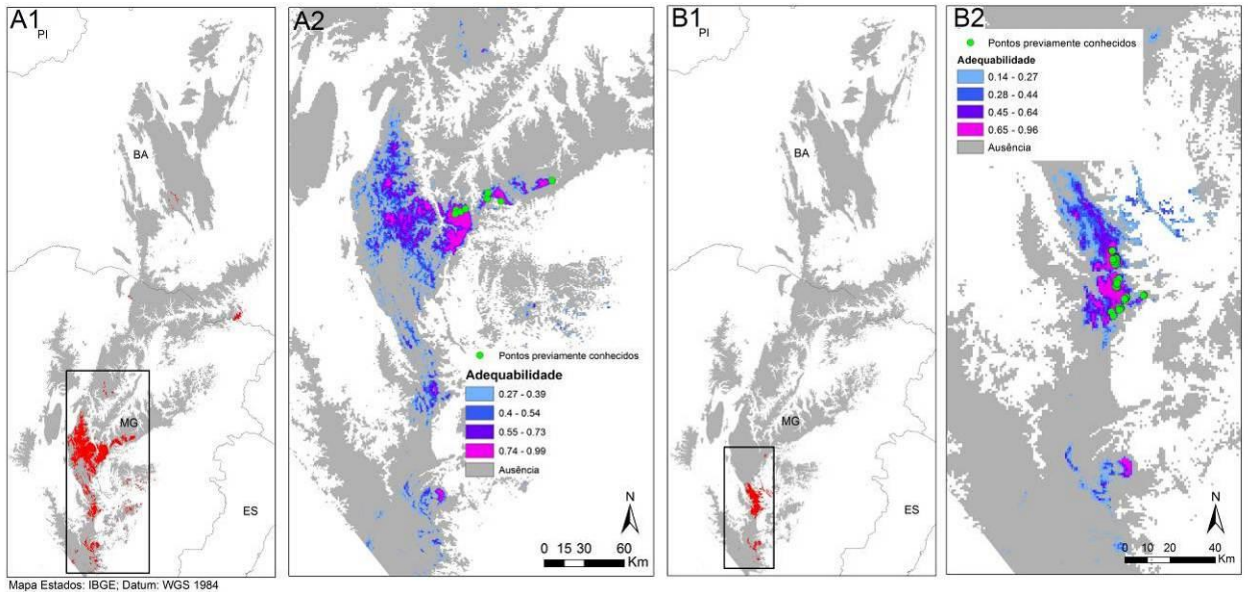 A1
PI
BA
MG
ES
Mapa Estados: IBGE; Datum: WGS 1984
A2
Pontos previamente conhecidos
Adequabilidade
0.27 - 0.39
0.4 - 0.54
0.55 - 0.73
0.74 - 0.99
Ausência
N
0 15 30 60
Km
B1
PI
BA
MG
ES
B2
Pontos previamente conhecidos
Adequabilidade
0.14 - 0.27
0.28 - 0.44
0.45 - 0.64
0.65 - 0.96
Ausência
N
0 10 20 40
Km